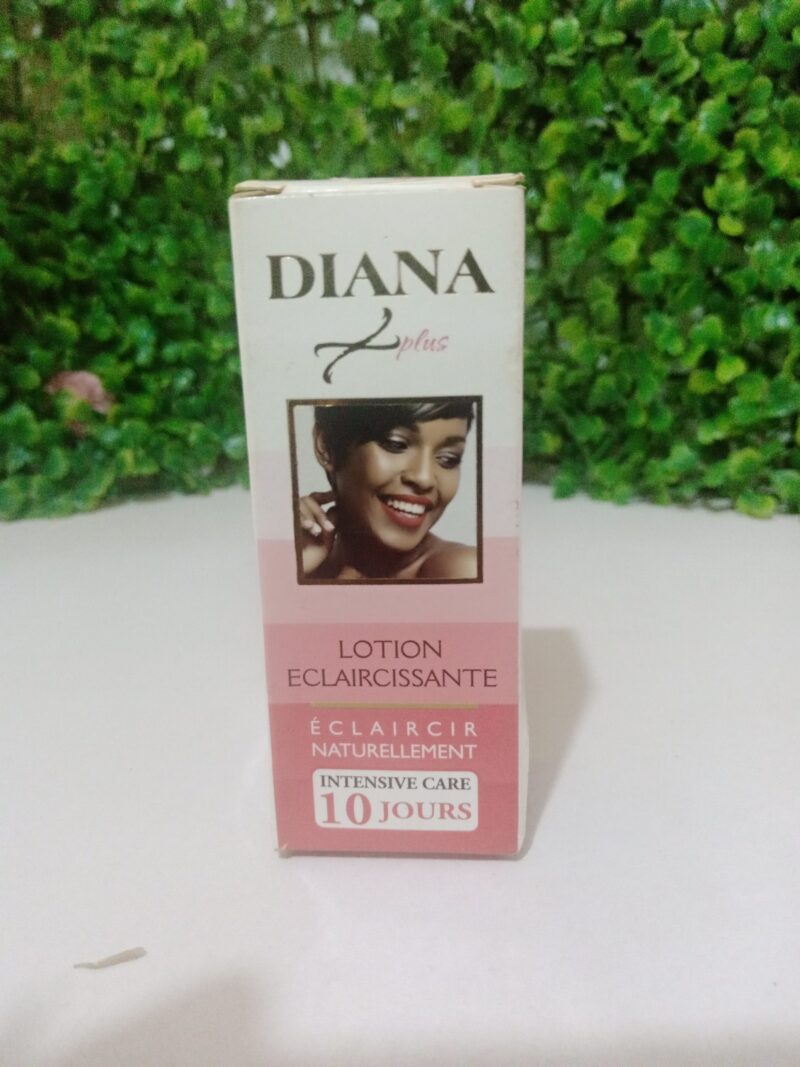 DIANA
plus
LOTION
ECLAIRCISSANTE
ÉCLAIRCIR
NATURELLEMENT
INTENSIVE CARE
10 JOURS